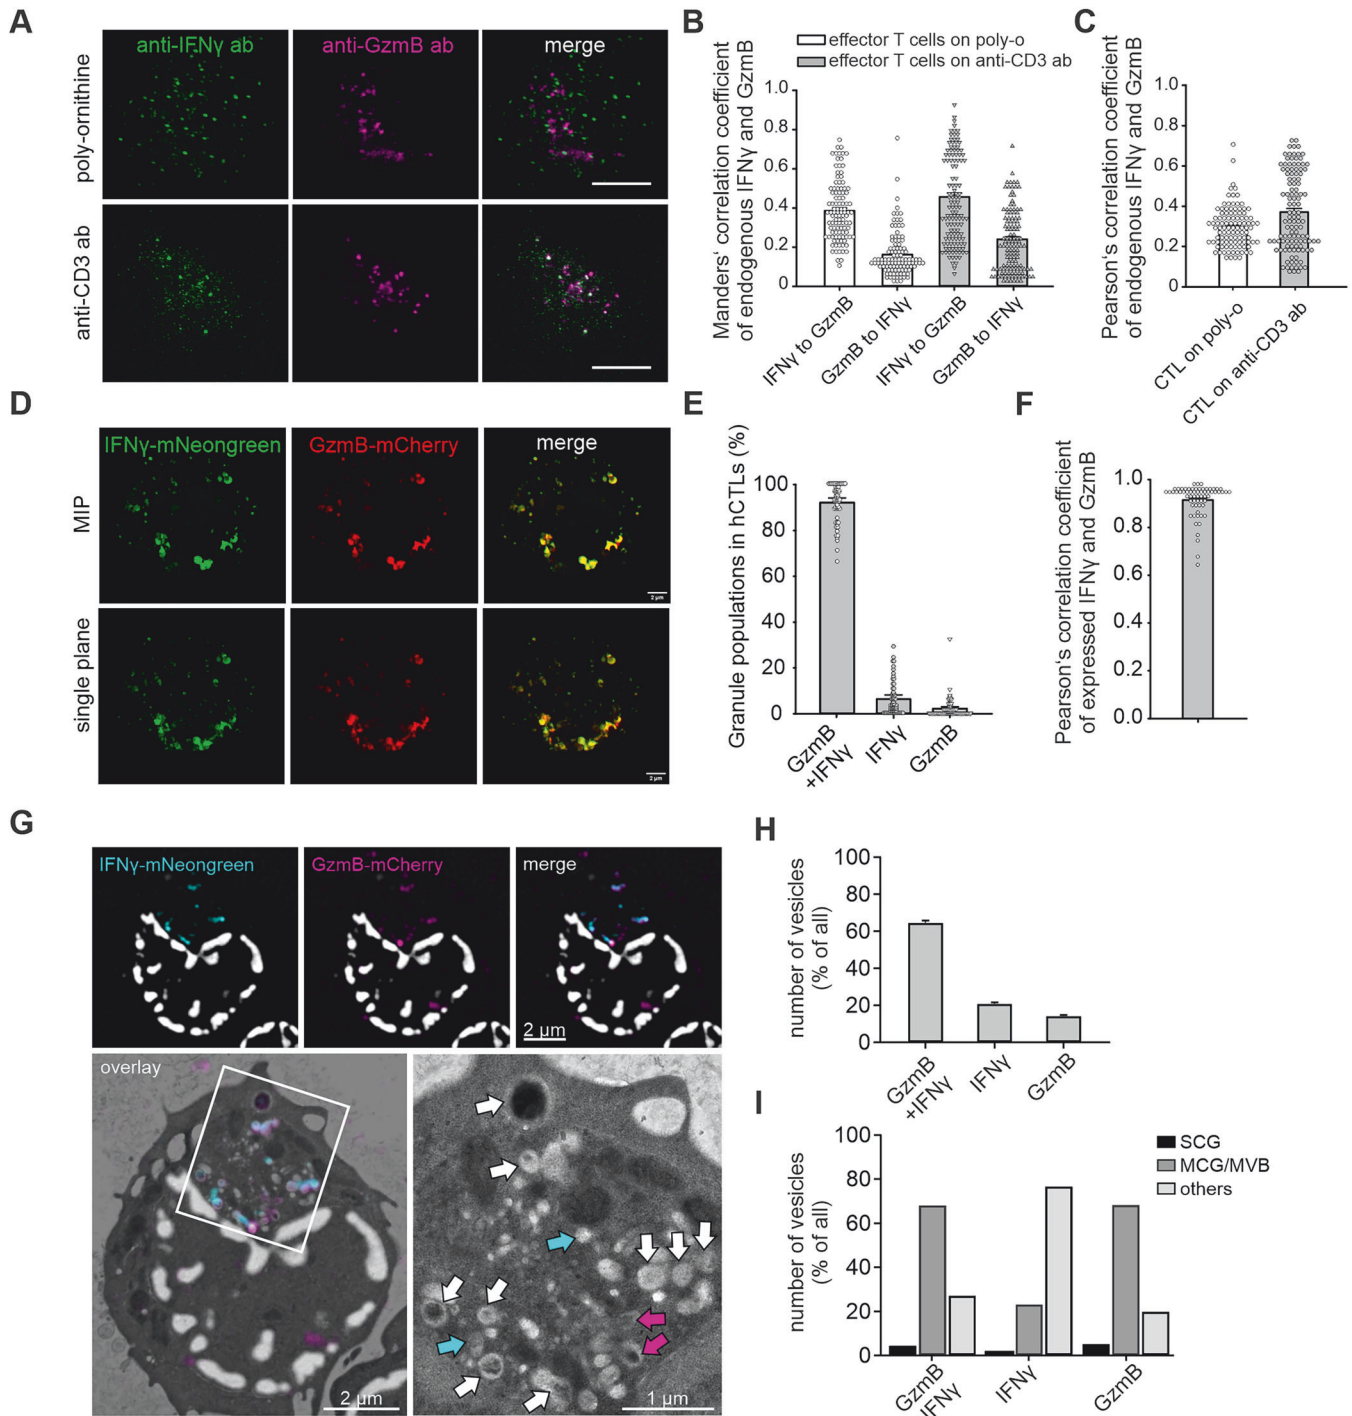 A
anti-IFNγ ab
anti-GzmB ab
merge
poly-ornithine
anti-CD3 ab
B
effector T cells on poly-o
effector T cells on anti-CD3 ab
Manders' correlation coefficient
of endogenous IFNγ and GzmB
1.0
0.8
0.6
0.4
0.2
0
IFNγ to GzmB
GzmB to IFNγ
IFNγ to GzmB
GzmB to IFNγ
C
Pearson's correlation coefficient
of endogenous IFNγ and GzmB
1.0
0.8
0.6
0.4
0.2
0
CTL on poly-o
CTL on anti-CD3 ab
D
IFNγ-mNeongreen
GzmB-mCherry
merge
MIP
2 µm
single plane
2 µm
E
Granule populations in hCTLs (%)
100
80
60
40
20
0
GzmB
+IFNγ
IFNγ
GzmB
F
Pearson's correlation coefficient
of expressed IFNγ and GzmB
1.0
0.8
0.6
0.4
0.2
0.0
G
IFNγ-mNeongreen
GzmB-mCherry
merge
2 µm
overlay
2 µm
1 µm
H
number of vesicles
(% of all)
100
80
60
40
20
0
GzmB
+IFNγ
IFNγ
GzmB
I
number of vesicles
(% of all)
100
80
60
40
20
0
SCG
MCG/MVB
others
GzmB
IFNγ
IFNγ
GzmB